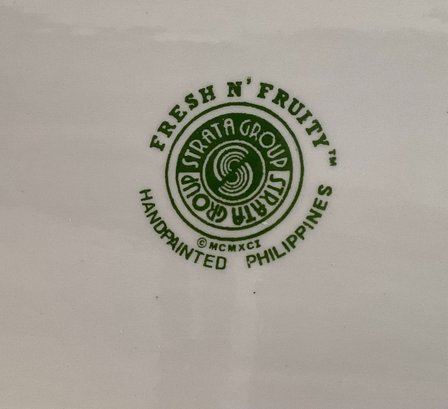 FRESH N' FRUITY™
STRATA GROUP
STRATA GROUP
©MCMXCI
HANDPAINTED PHILIPPINES